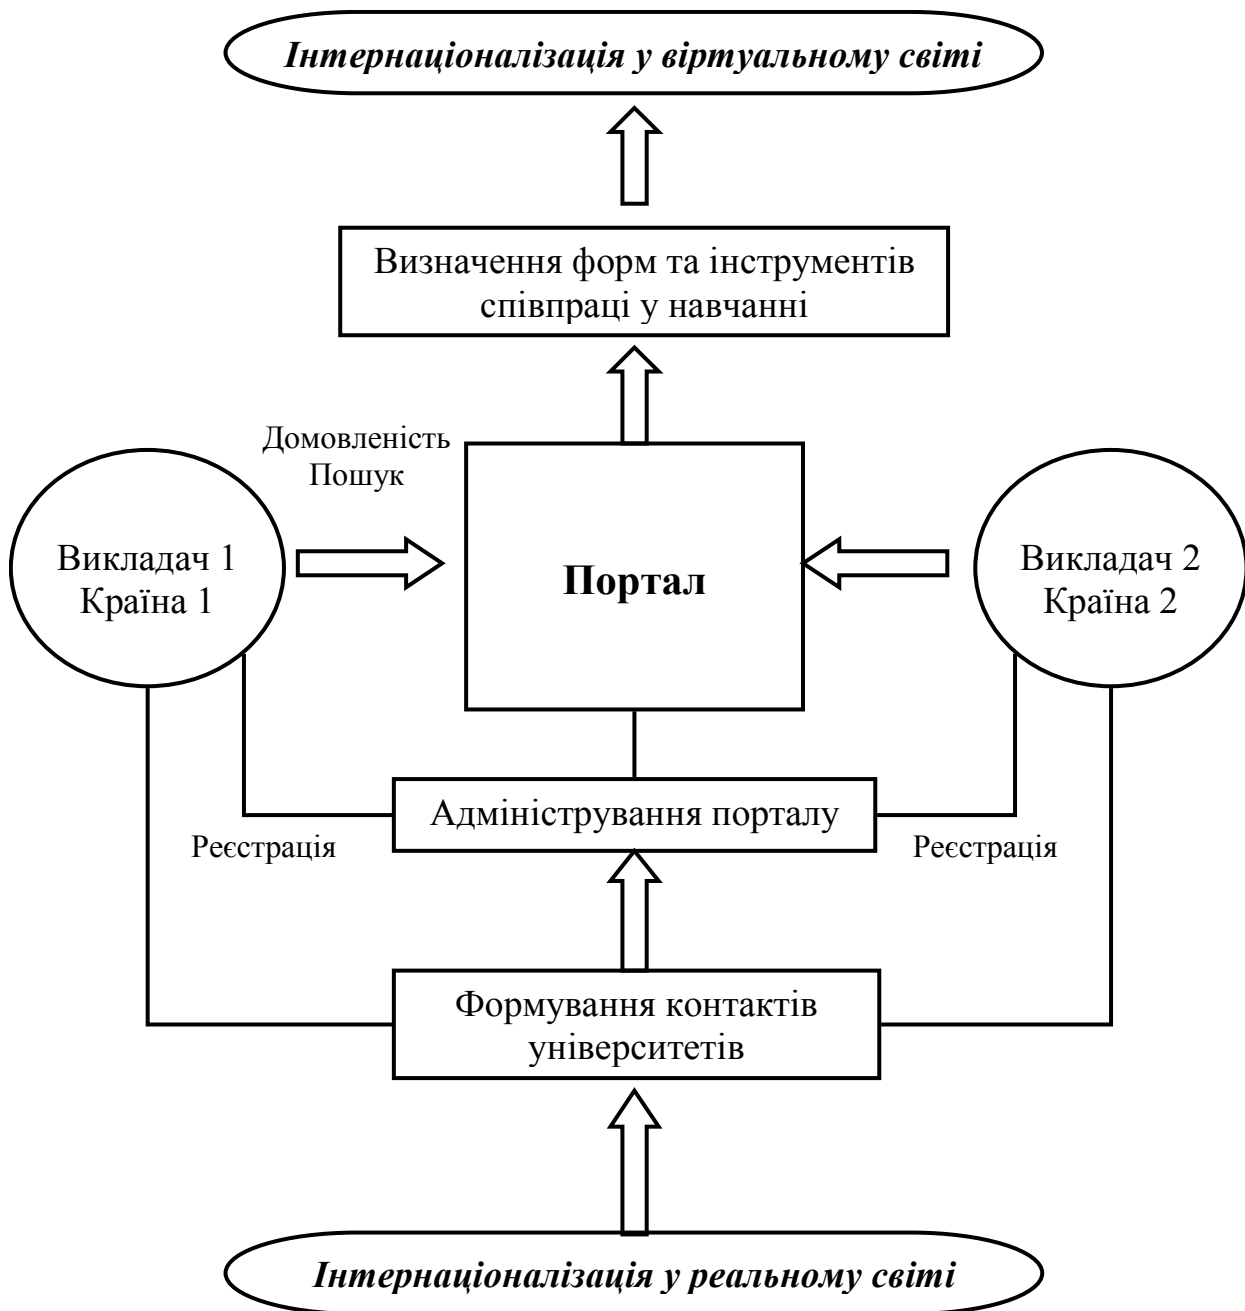 Інтернаціоналізація у віртуальному світі
Визначення форм та інструментів
співпраці у навчанні
Домовленість
Пошук
Викладач 1
Країна 1
Портал
Викладач 2
Країна 2
Адміністрування порталу
Реєстрація
Реєстрація
Формування контактів
університетів
Інтернаціоналізація у реальному світі